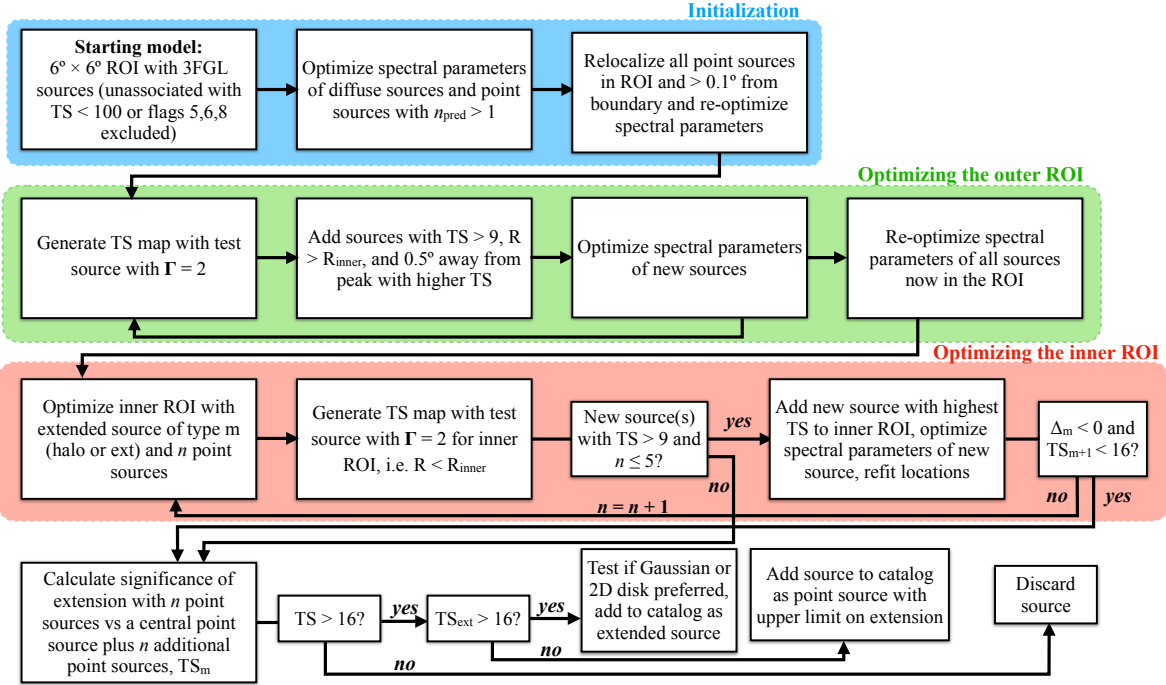 Initialization
Starting model:
6º × 6º ROI with 3FGL
sources (unassociated with
TS < 100 or flags 5,6,8
excluded)
Optimize spectral parameters
of diffuse sources and point
sources with npred > 1
Relocalize all point sources
in ROI and > 0.1º from
boundary and re-optimize
spectral parameters
Optimizing the outer ROI
Generate TS map with test
source with Γ = 2
Add sources with TS > 9, R
> Rinner, and 0.5º away from
peak with higher TS
Optimize spectral parameters
of new sources
Re-optimize spectral
parameters of all sources
now in the ROI
Optimizing the inner ROI
Optimize inner ROI with
extended source of type m
(halo or ext) and n point
sources
Generate TS map with test
source with Γ = 2 for inner
ROI, i.e. R < Rinner
New source(s)
with TS > 9 and
n ≤ 5?
yes
no
Add new source with highest
TS to inner ROI, optimize
spectral parameters of new
source, refit locations
Δm < 0 and
TSm+1 < 16?
no
yes
n = n + 1
Calculate significance of
extension with n point
sources vs a central point
source plus n additional
point sources, TSm
TS > 16?
yes
no
TSext > 16?
yes
no
Test if Gaussian or
2D disk preferred,
add to catalog as
extended source
Add source to catalog
as point source with
upper limit on extension
Discard
source